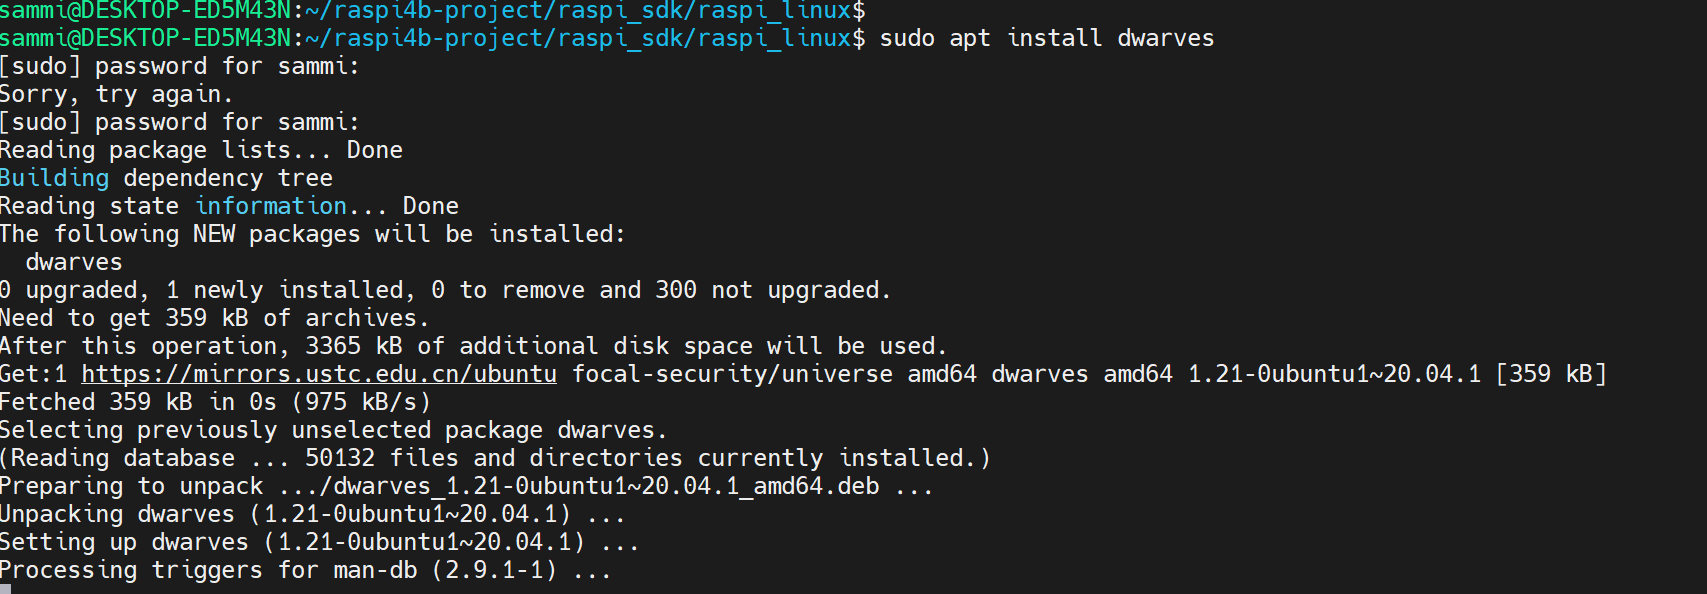 sammi@DESKTOP-ED5M43N:~/raspi4b-project/raspi_sdk/raspi_linux$
sammi@DESKTOP-ED5M43N:~/raspi4b-project/raspi_sdk/raspi_linux$ sudo apt install dwarves
[sudo] password for sammi:
Sorry, try again.
[sudo] password for sammi:
Reading package lists... Done
Building dependency tree
Reading state information... Done
The following NEW packages will be installed:
  dwarves
0 upgraded, 1 newly installed, 0 to remove and 300 not upgraded.
Need to get 359 kB of archives.
After this operation, 3365 kB of additional disk space will be used.
Get:1 https://mirrors.ustc.edu.cn/ubuntu focal-security/universe amd64 dwarves amd64 1.21-0ubuntu1~20.04.1 [359 kB]
Fetched 359 kB in 0s (975 kB/s)
Selecting previously unselected package dwarves.
(Reading database ... 50132 files and directories currently installed.)
Preparing to unpack .../dwarves_1.21-0ubuntu1~20.04.1_amd64.deb ...
Unpacking dwarves (1.21-0ubuntu1~20.04.1) ...
Setting up dwarves (1.21-0ubuntu1~20.04.1) ...
Processing triggers for man-db (2.9.1-1) ...